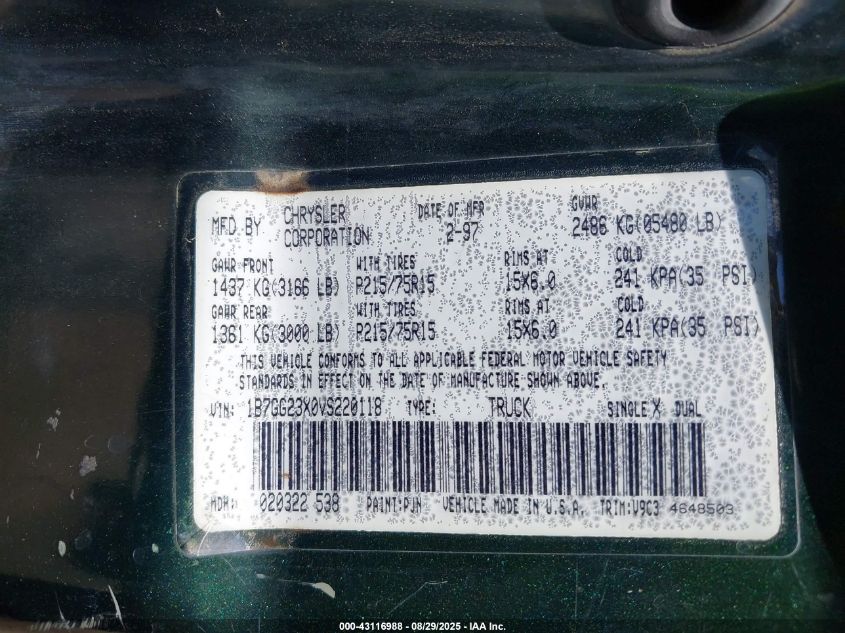 MFD BY CHRYSLER CORPORATION DATE OF MFR 2-97 GVWR 2486 KG(05480 LB)
GAWR FRONT WITH TIRES RIMS AT COLD
1437 KG(3166 LB) P215/75R15 15X6.0 241 KPA(35 PSI)
GAWR REAR WITH TIRES RIMS AT COLD
1361 KG(3000 LB) P215/75R15 15X6.0 241 KPA(35 PSI)
THIS VEHICLE CONFORMS TO ALL APPLICABLE FEDERAL MOTOR VEHICLE SAFETY
STANDARDS IN EFFECT ON THE DATE OF MANUFACTURE SHOWN ABOVE.
VIN: 1B7GG23X0VS220118 TYPE: TRUCK SINGLE X DUAL
MDH: 020322 538 PAINT:PJN VEHICLE MADE IN U.S.A. TRIM:V9C3 4648503
000-43116988 - 08/29/2025 - IAA Inc.